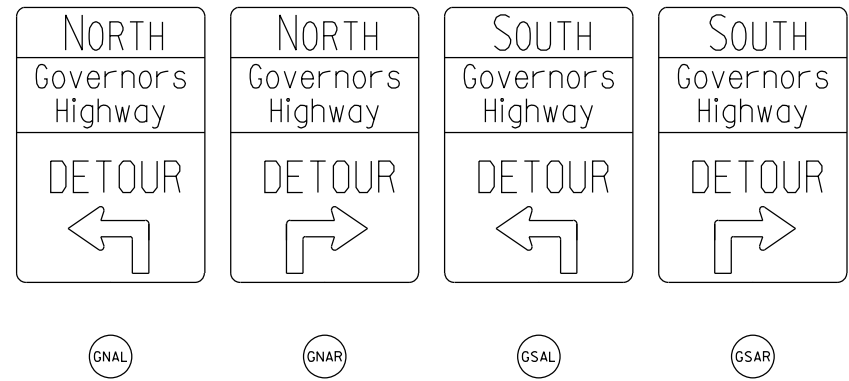 NORTH
Governors
Highway
DETOUR
GNAL
NORTH
Governors
Highway
DETOUR
GNAR
SOUTH
Governors
Highway
DETOUR
GSAL
SOUTH
Governors
Highway
DETOUR
GSAR